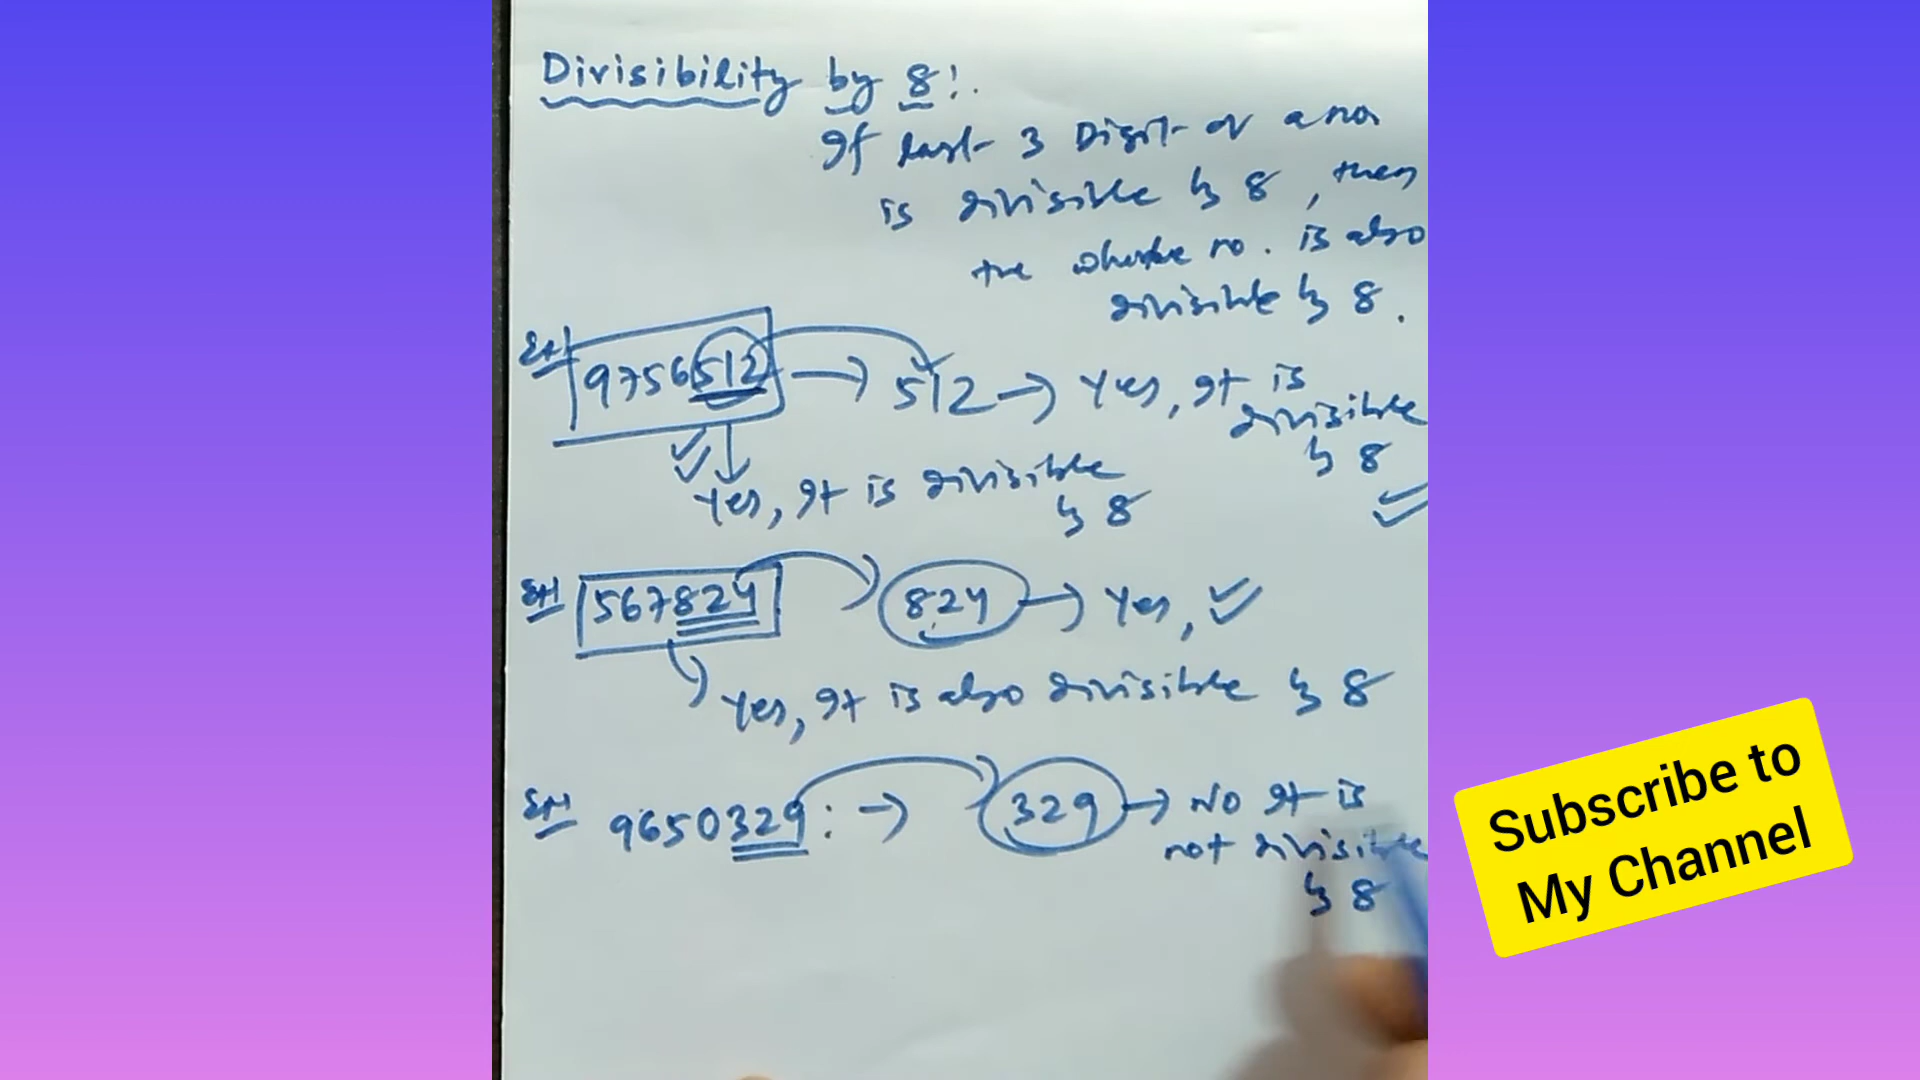 Divisibility by 8:.
If last 3 Digit of a no.
is divisible by 8, then
the whole no. is also
divisible by 8.
Ex:
9756512 → 512 → Yes, It is
divisible
by 8
Yes, It is divisible
by 8
Ex:
567824 824 → Yes,
Yes, It is also divisible by 8
Ex:
9650329 : → 329 → No It is
not divisible
by 8
Subscribe to
My Channel